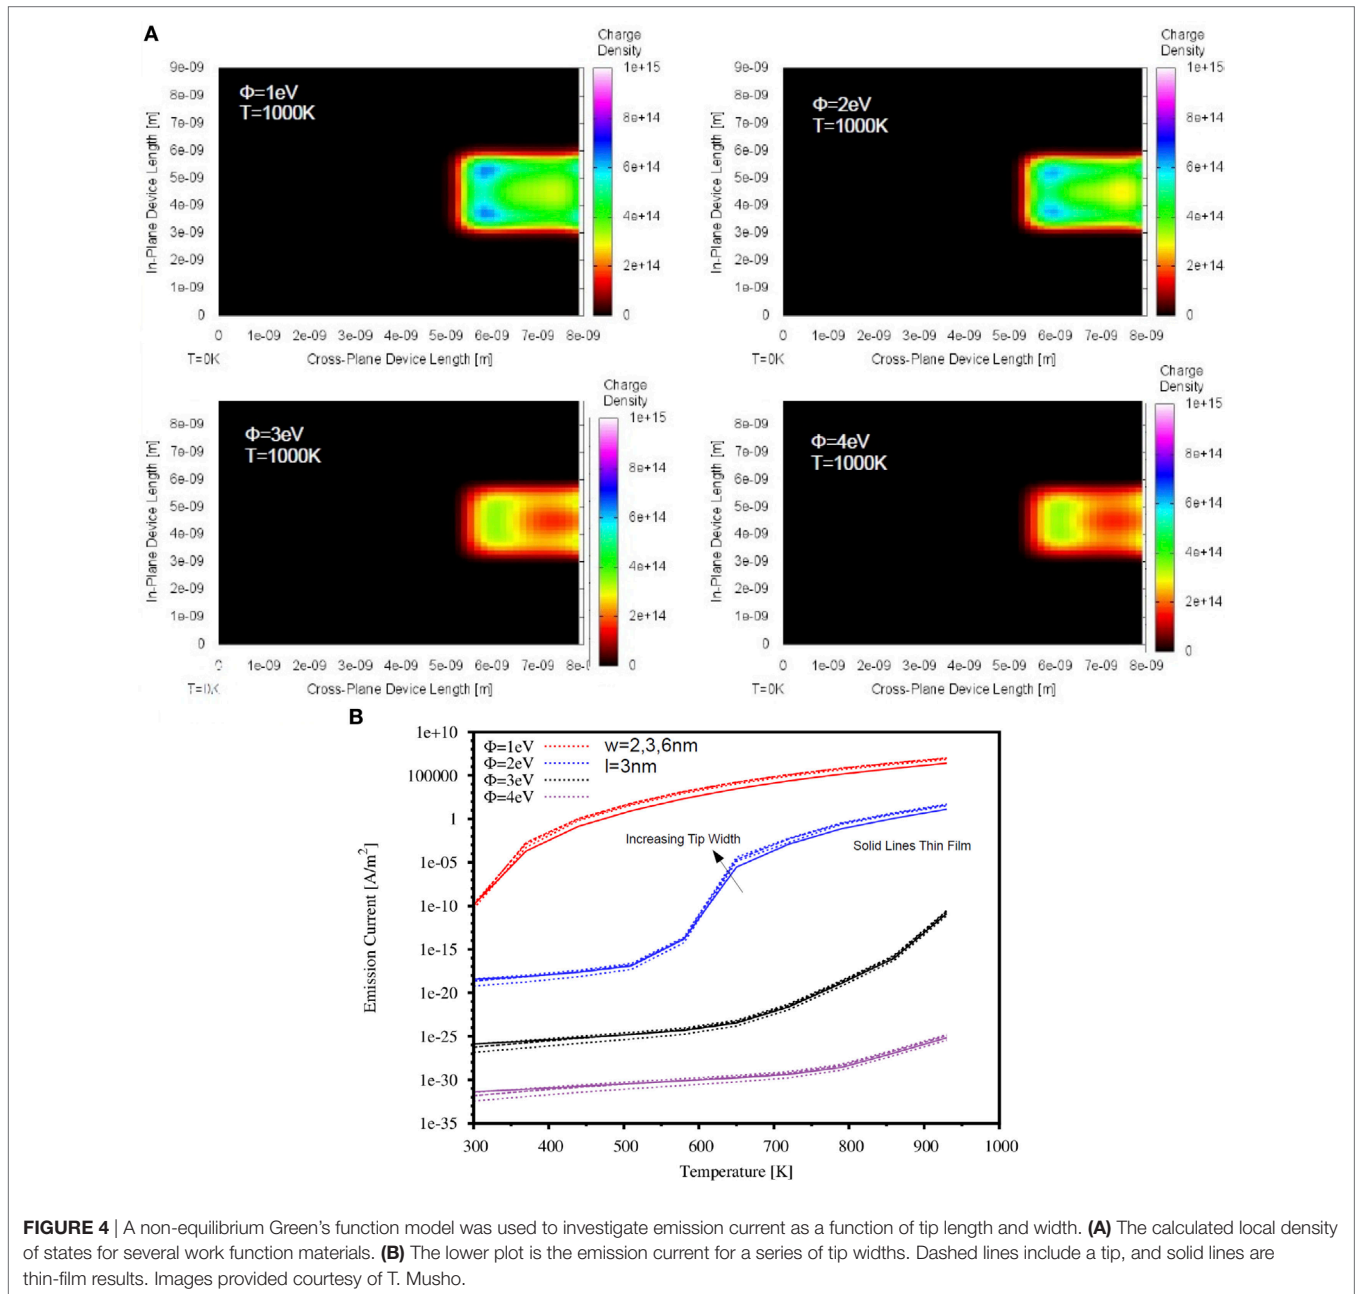 A
Charge
Density
9e-09
8e-09
7e-09
6e-09
5e-09
4e-09
3e-09
2e-09
1e-09
0
In-Plane Device Length [m]
Φ=1eV
T=1000K
1e+15
8e+14
6e+14
4e+14
2e+14
0
0 1e-09 2e-09 3e-09 4e-09 5e-09 6e-09 7e-09 8e-09
T=0K Cross-Plane Device Length [m]
Charge
Density
9e-09
8e-09
7e-09
6e-09
5e-09
4e-09
3e-09
2e-09
1e-09
0
In-Plane Device Length [m]
Φ=2eV
T=1000K
1e+15
8e+14
6e+14
4e+14
2e+14
0
0 1e-09 2e-09 3e-09 4e-09 5e-09 6e-09 7e-09 8e-09
T=0K Cross-Plane Device Length [m]
Charge
Density
8e-09
7e-09
6e-09
5e-09
4e-09
3e-09
2e-09
1e-09
0
In-Plane Device Length [m]
Φ=3eV
T=1000K
1e+15
8e+14
6e+14
4e+14
2e+14
0
0 1e-09 2e-09 3e-09 4e-09 5e-09 6e-09 7e-09 8e-0
T=0K Cross-Plane Device Length [m]
Charge
Density
8e-09
7e-09
6e-09
5e-09
4e-09
3e-09
2e-09
1e-09
0
In-Plane Device Length [m]
Φ=4eV
T=1000K
1e+15
8e+14
6e+14
4e+14
2e+14
0
0 1e-09 2e-09 3e-09 4e-09 5e-09 6e-09 7e-09 8e-09
T=0K Cross-Plane Device Length [m]
B
1e+10
100000
1
1e-05
1e-10
1e-15
1e-20
1e-25
1e-30
1e-35
Emission Current [A/m²]
Φ=1eV
Φ=2eV
Φ=3eV
Φ=4eV
w=2,3,6nm
l=3nm
Increasing Tip Width
Solid Lines Thin Film
300 400 500 600 700 800 900 1000
Temperature [K]
FIGURE 4 | A non-equilibrium Green's function model was used to investigate emission current as a function of tip length and width. (A) The calculated local density
of states for several work function materials. (B) The lower plot is the emission current for a series of tip widths. Dashed lines include a tip, and solid lines are
thin-film results. Images provided courtesy of T. Musho.